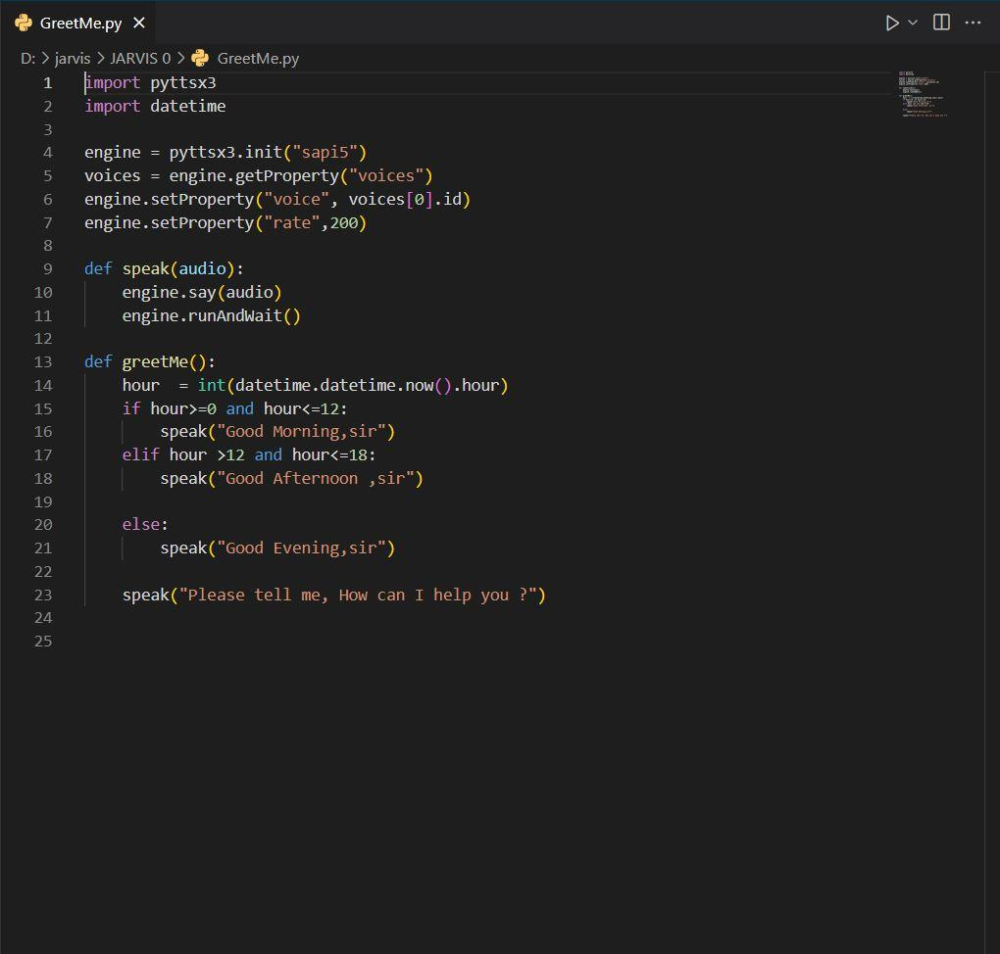 GreetMe.py
D: > jarvis > JARVIS 0 > GreetMe.py
1 import pyttsx3
2 import datetime
3
4 engine = pyttsx3.init("sapi5")
5 voices = engine.getProperty("voices")
6 engine.setProperty("voice", voices[0].id)
7 engine.setProperty("rate",200)
8
9 def speak(audio):
10     engine.say(audio)
11     engine.runAndWait()
12
13 def greetMe():
14     hour  = int(datetime.datetime.now().hour)
15     if hour>=0 and hour<=12:
16         speak("Good Morning,sir")
17     elif hour >12 and hour<=18:
18         speak("Good Afternoon ,sir")
19
20     else:
21         speak("Good Evening,sir")
22
23     speak("Please tell me, How can I help you ?")
24
25